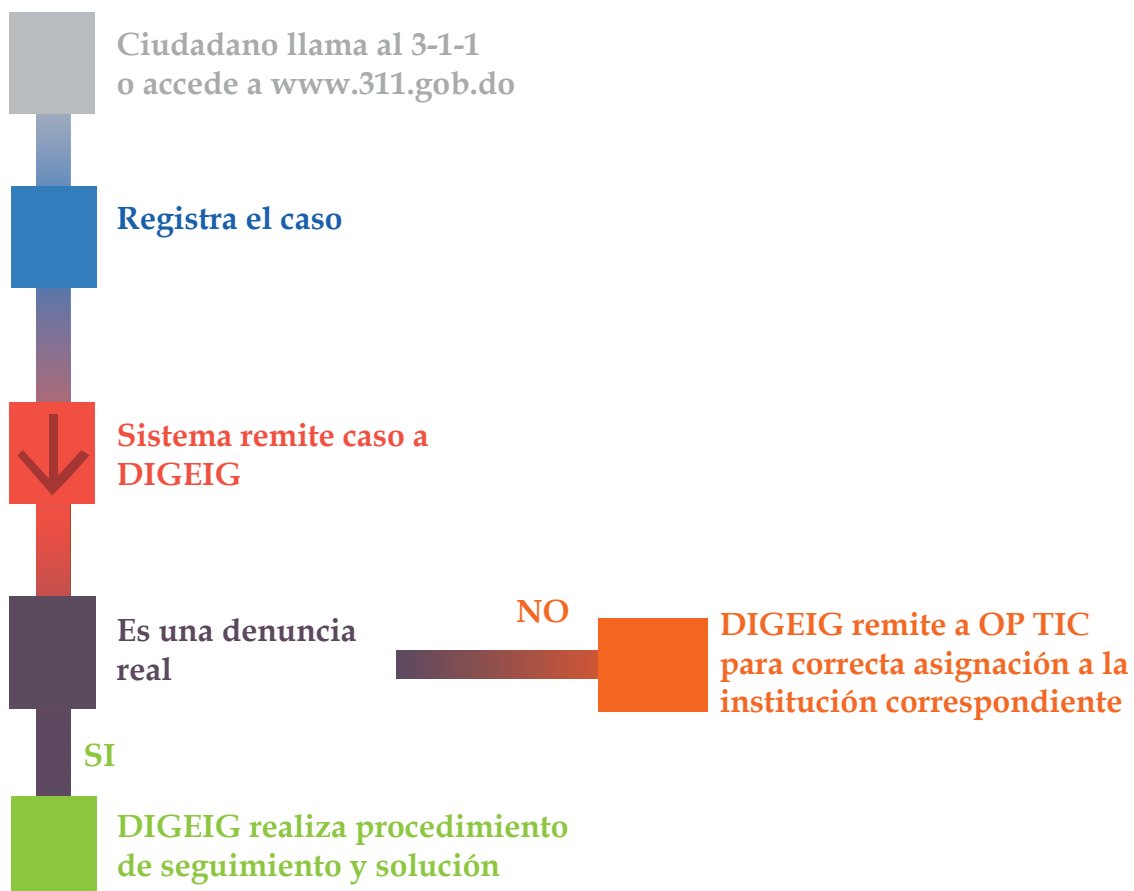 Ciudadano llama al 3-1-1
o accede a www.311.gob.do
Registra el caso
Sistema remite caso a
DIGEIG
Es una denuncia
real
NO
DIGEIG remite a OP TIC
para correcta asignación a la
institución correspondiente
SI
DIGEIG realiza procedimiento
de seguimiento y solución